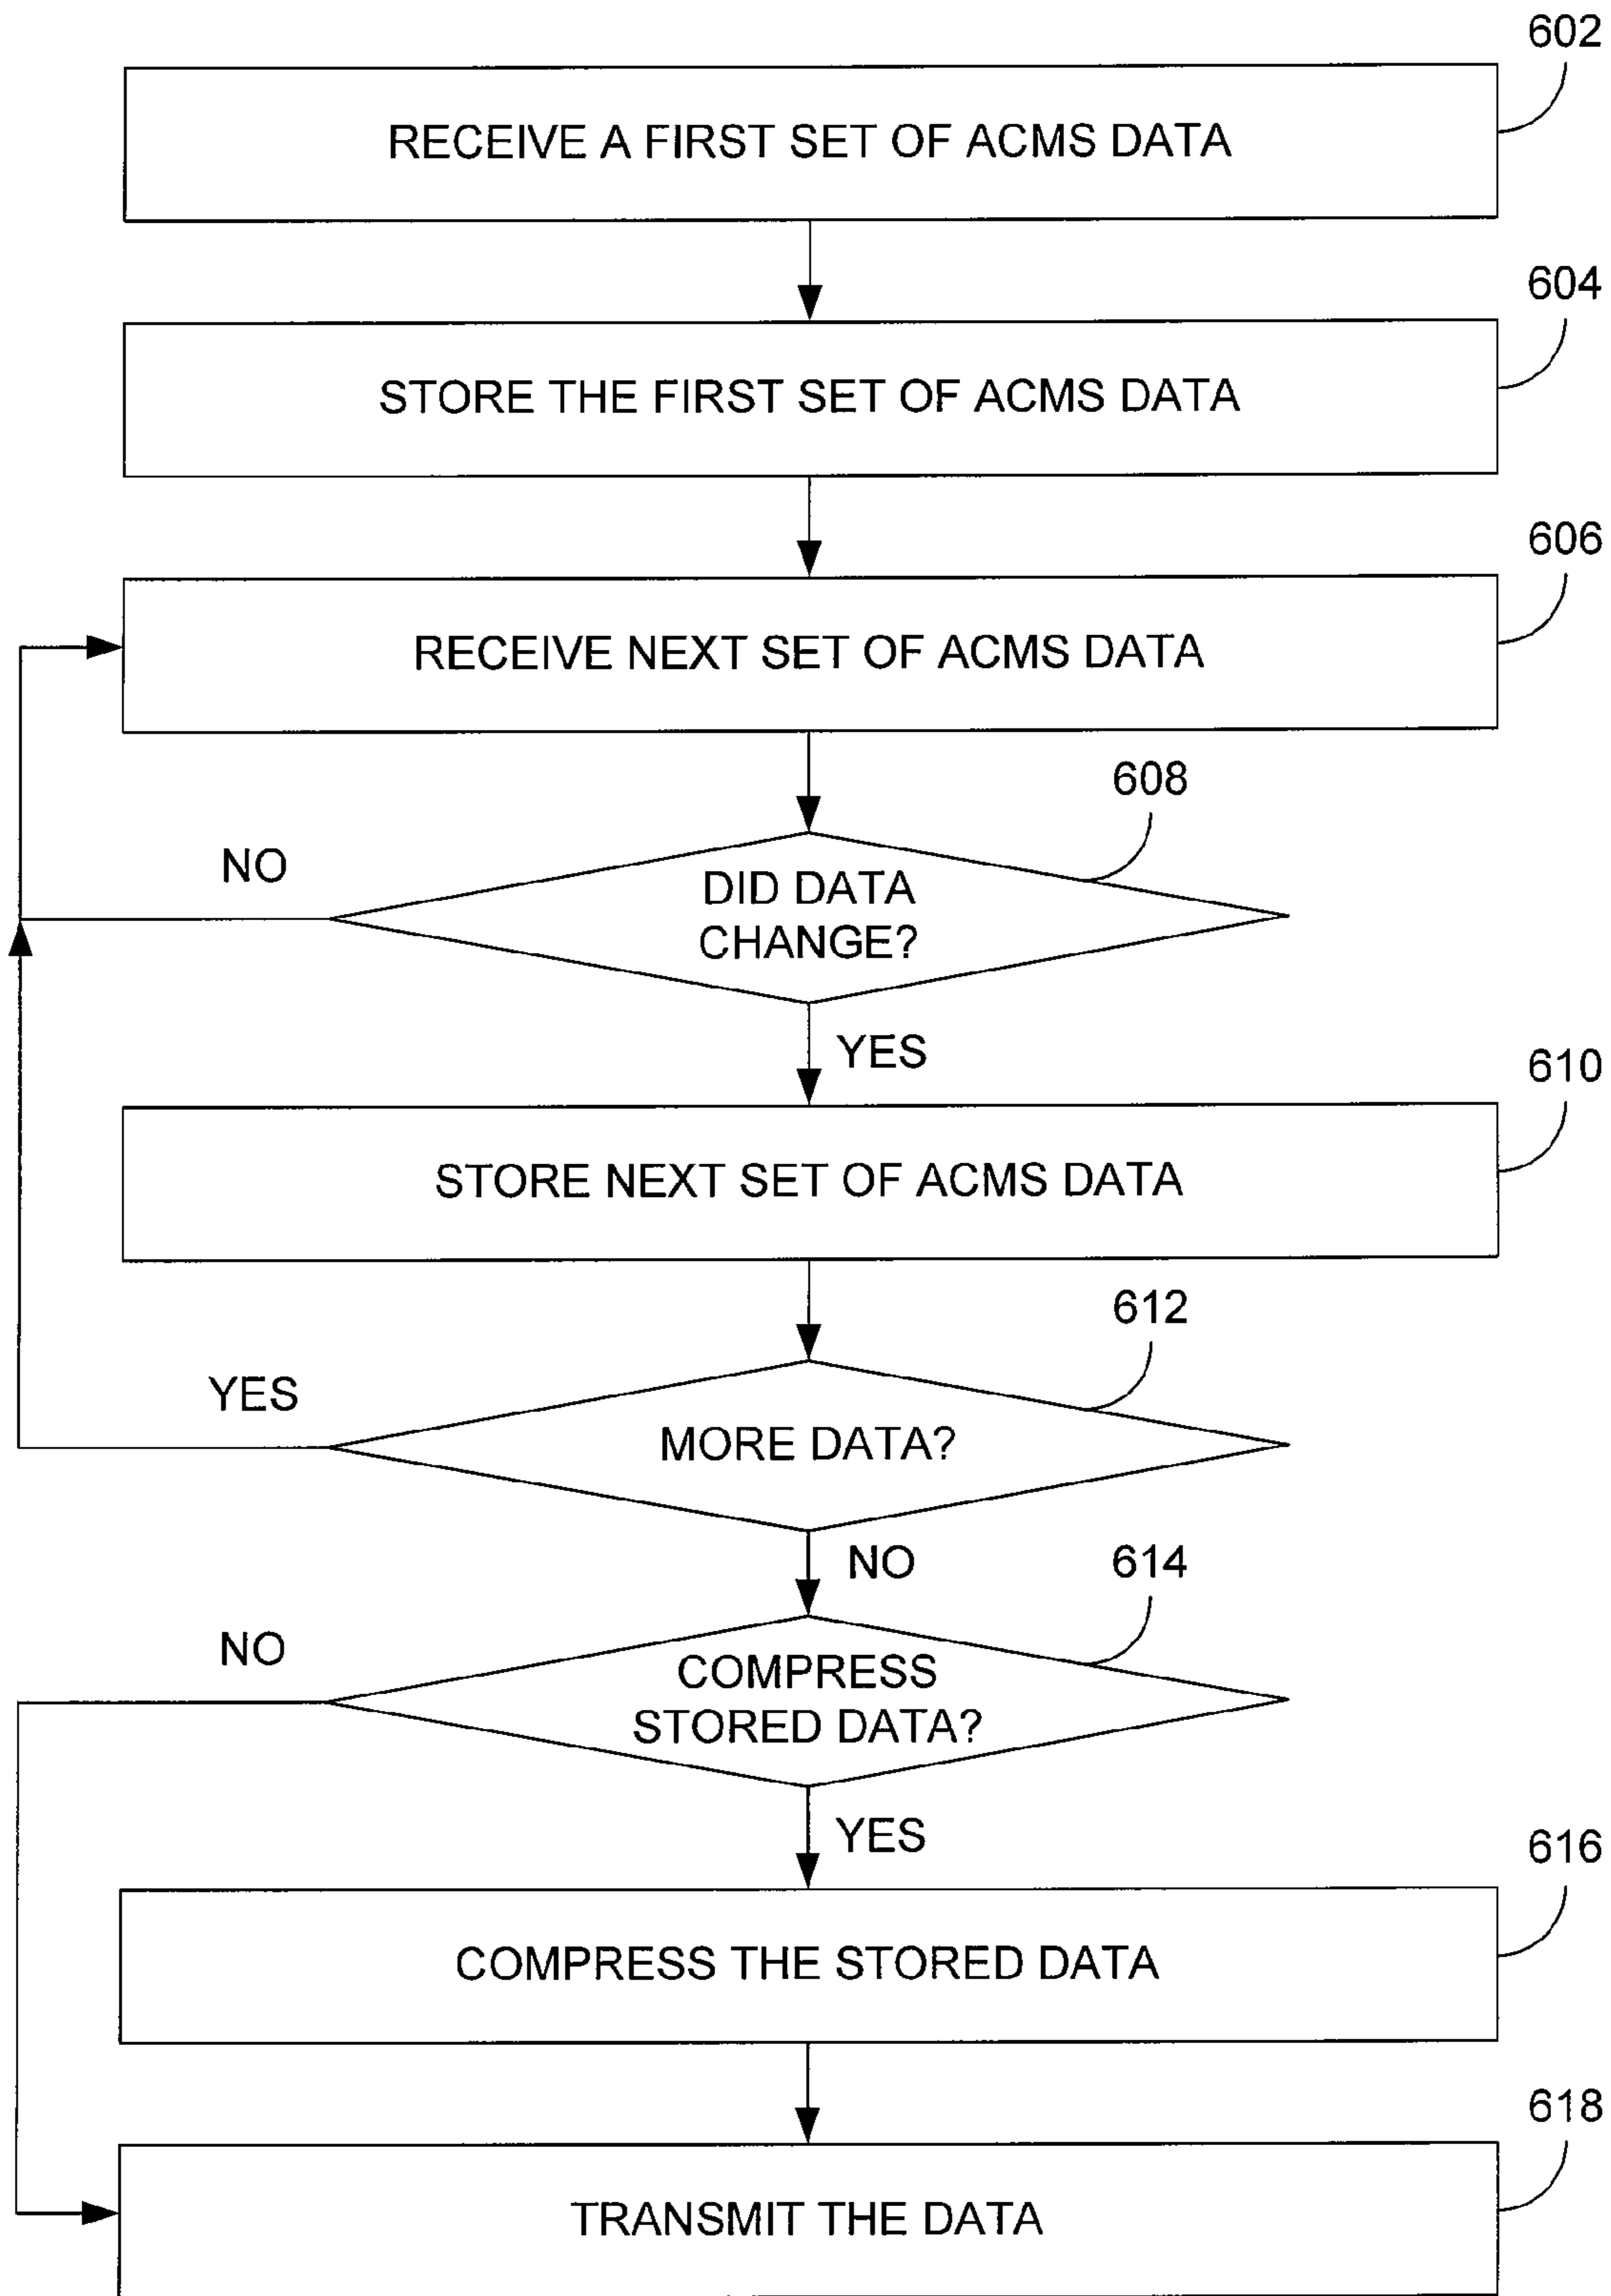 602
RECEIVE A FIRST SET OF ACMS DATA
604
STORE THE FIRST SET OF ACMS DATA
606
RECEIVE NEXT SET OF ACMS DATA
608
NO
DID DATA
CHANGE?
YES
610
STORE NEXT SET OF ACMS DATA
612
YES
MORE DATA?
NO
614
NO
COMPRESS
STORED DATA?
YES
616
COMPRESS THE STORED DATA
618
TRANSMIT THE DATA